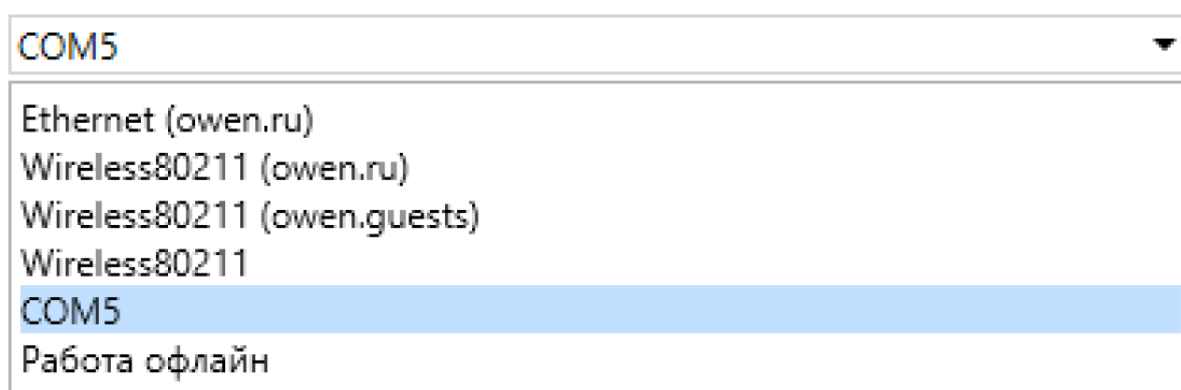 COM5
Ethernet (owen.ru)
Wireless80211 (owen.ru)
Wireless80211 (owen.guests)
Wireless80211
COM5
Работа офлайн